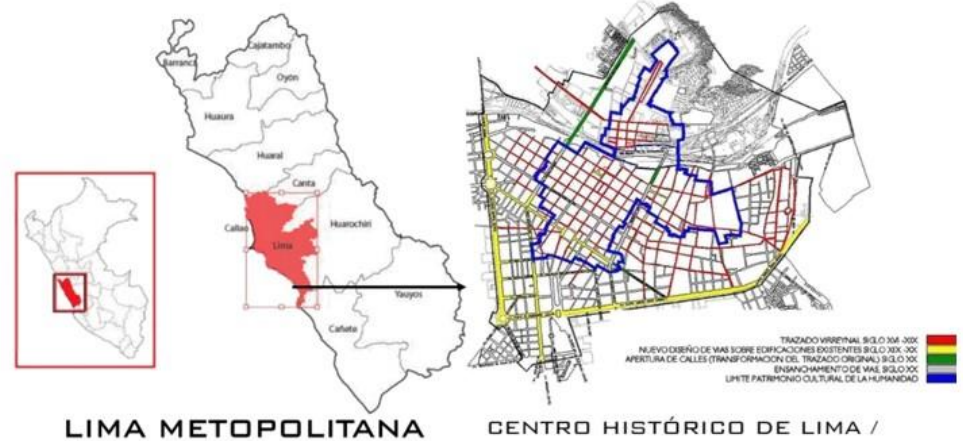 Cajatambo
Barranca
Oyón
Huaura
Huaral
Canta
Callao
Huarochiri
Lima
Yauyos
Cañete
TRAZADO VIRREYNAL SIGLO XVI -XIX
NUEVO DISEÑO DE VIAS SOBRE EDIFICACIONES EXISTENTES SIGLO XIX -XX
APERTURA DE CALLES (TRANSFORMACION DEL TRAZADO ORIGINAL) SIGLO XX
ENSANCHAMIENTO DE VIAS, SIGLO XX
LIMITE PATRIMONIO CULTURAL DE LA HUMANIDAD
LIMA METOPOLITANA
CENTRO HISTÓRICO DE LIMA /